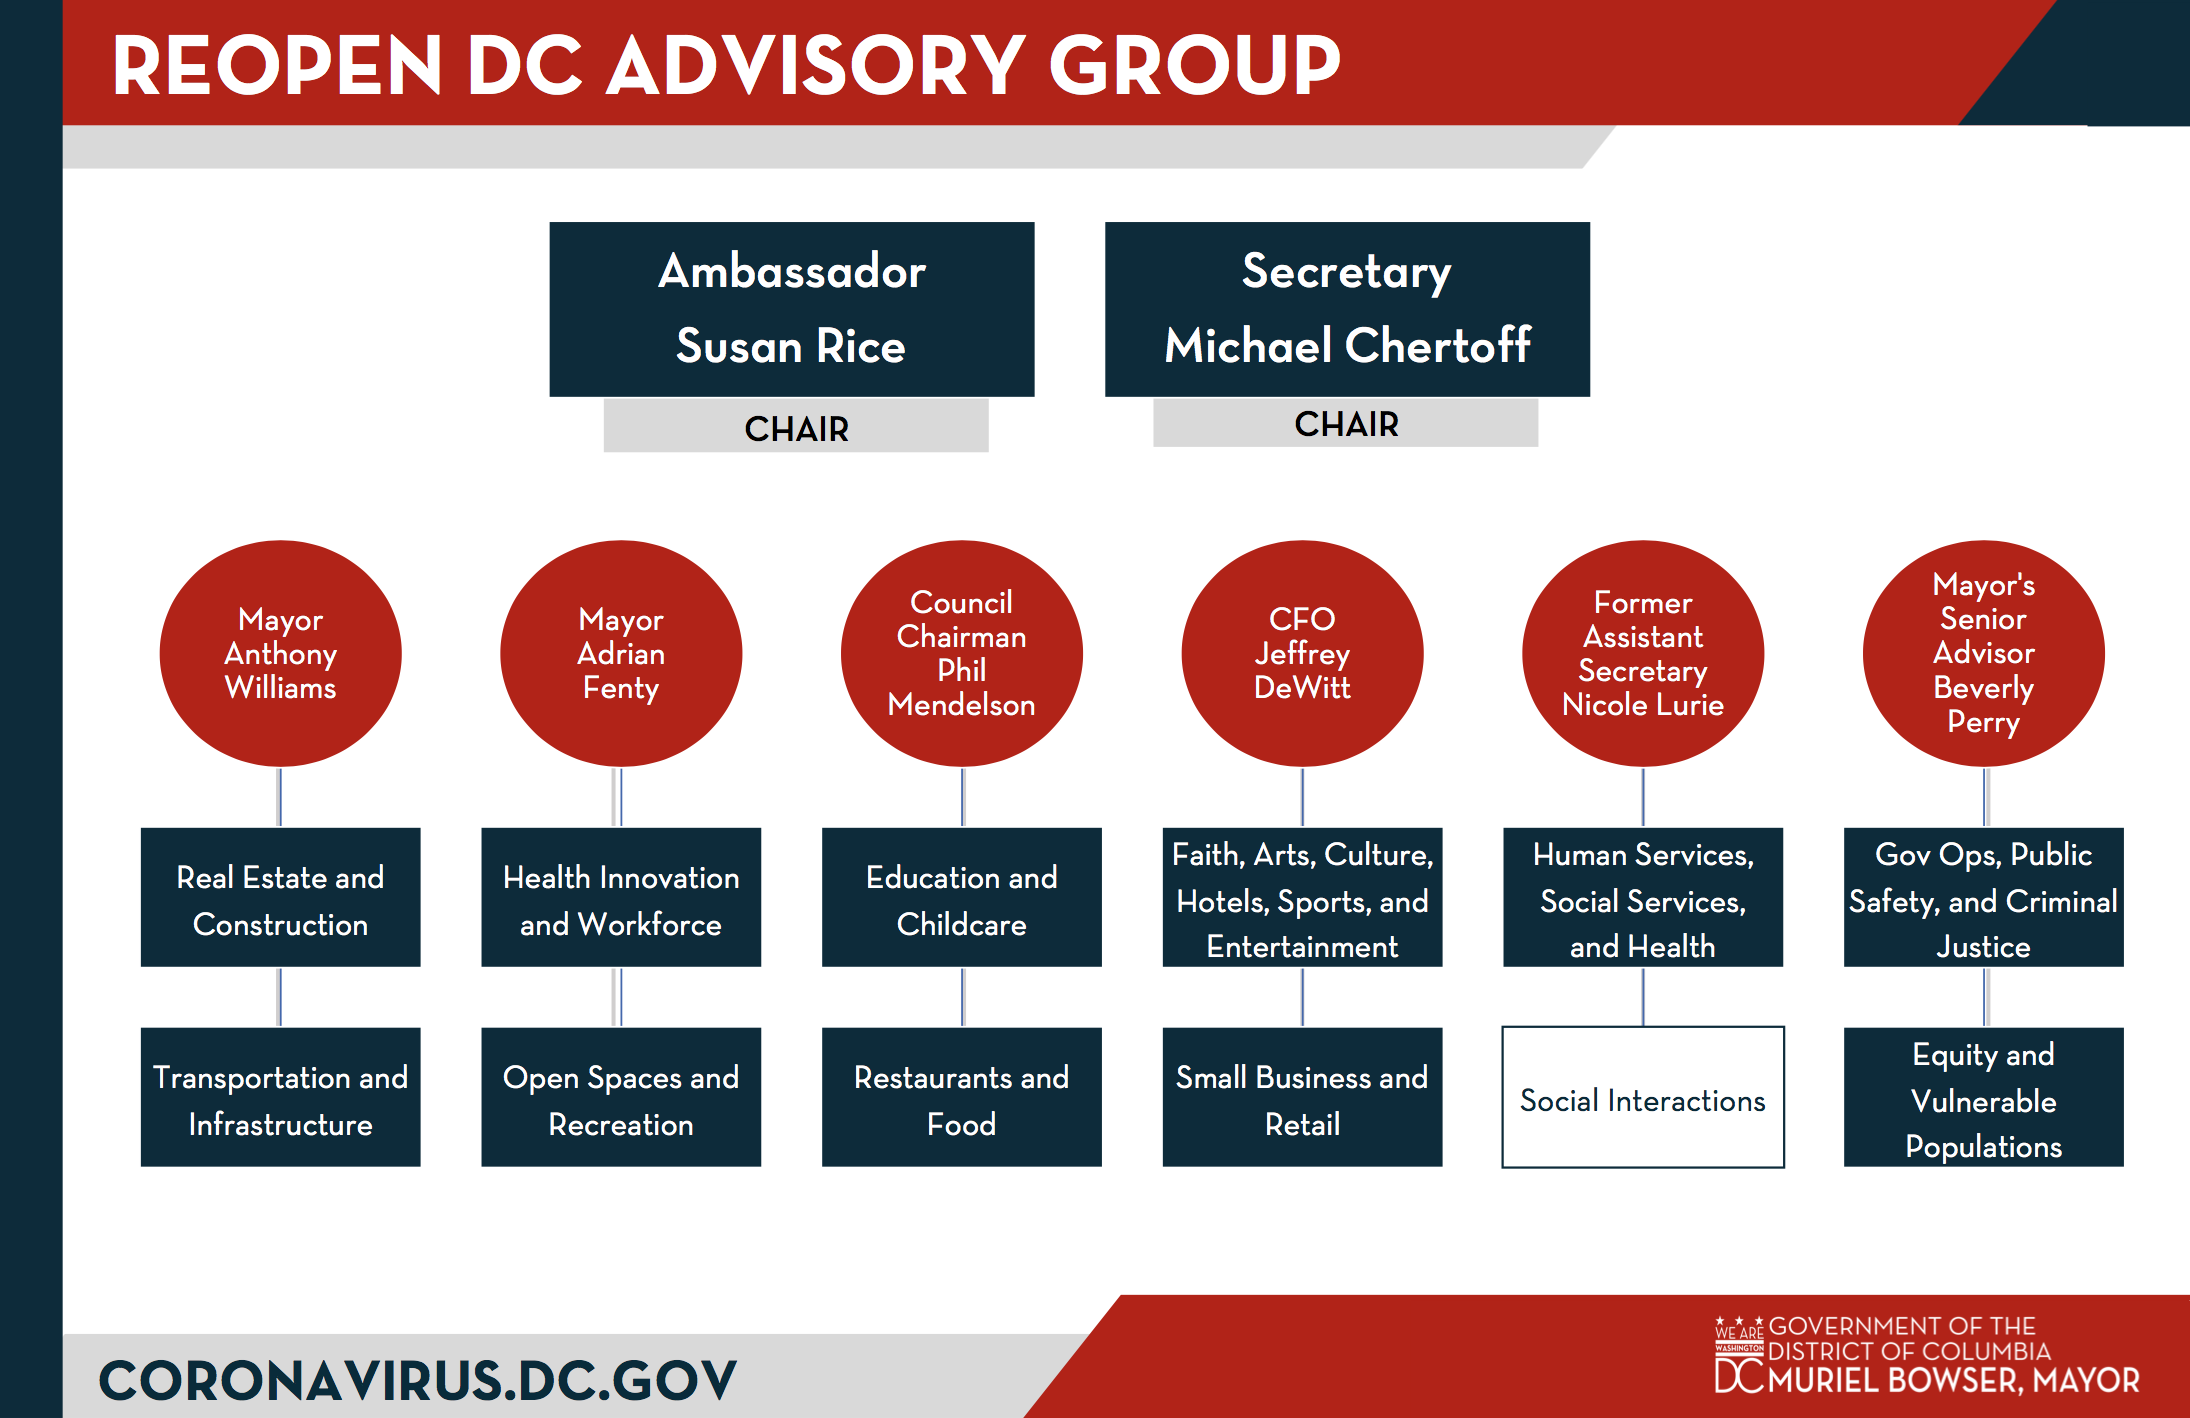 REOPEN DC ADVISORY GROUP
Ambassador
Susan Rice
CHAIR
Secretary
Michael Chertoff
CHAIR
Mayor
Anthony
Williams
Mayor
Adrian
Fenty
Council
Chairman
Phil
Mendelson
CFO
Jeffrey
DeWitt
Former
Assistant
Secretary
Nicole Lurie
Mayor's
Senior
Advisor
Beverly
Perry
Real Estate and
Construction
Health Innovation
and Workforce
Education and
Childcare
Faith, Arts, Culture,
Hotels, Sports, and
Entertainment
Human Services,
Social Services,
and Health
Gov Ops, Public
Safety, and Criminal
Justice
Transportation and
Infrastructure
Open Spaces and
Recreation
Restaurants and
Food
Small Business and
Retail
Social Interactions
Equity and
Vulnerable
Populations
CORONAVIRUS.DC.GOV
WE ARE
WASHINGTON
DC
GOVERNMENT OF THE
DISTRICT OF COLUMBIA
MURIEL BOWSER, MAYOR